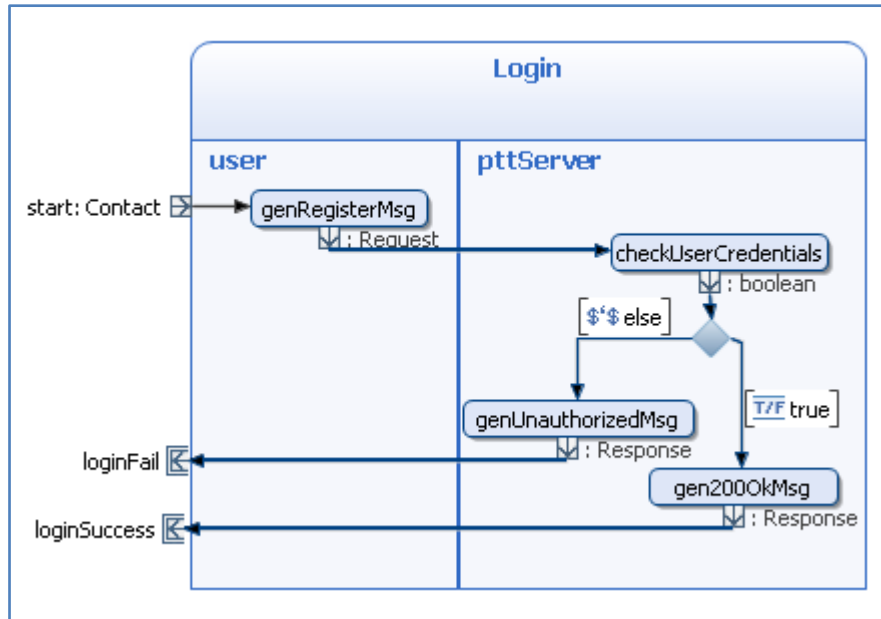 Login
user
pttServer
start: Contact
genRegisterMsg
: Request
checkUserCredentials
: boolean
$‘$ else
T/F true
genUnauthorizedMsg
: Response
loginFail
gen200OkMsg
: Response
loginSuccess